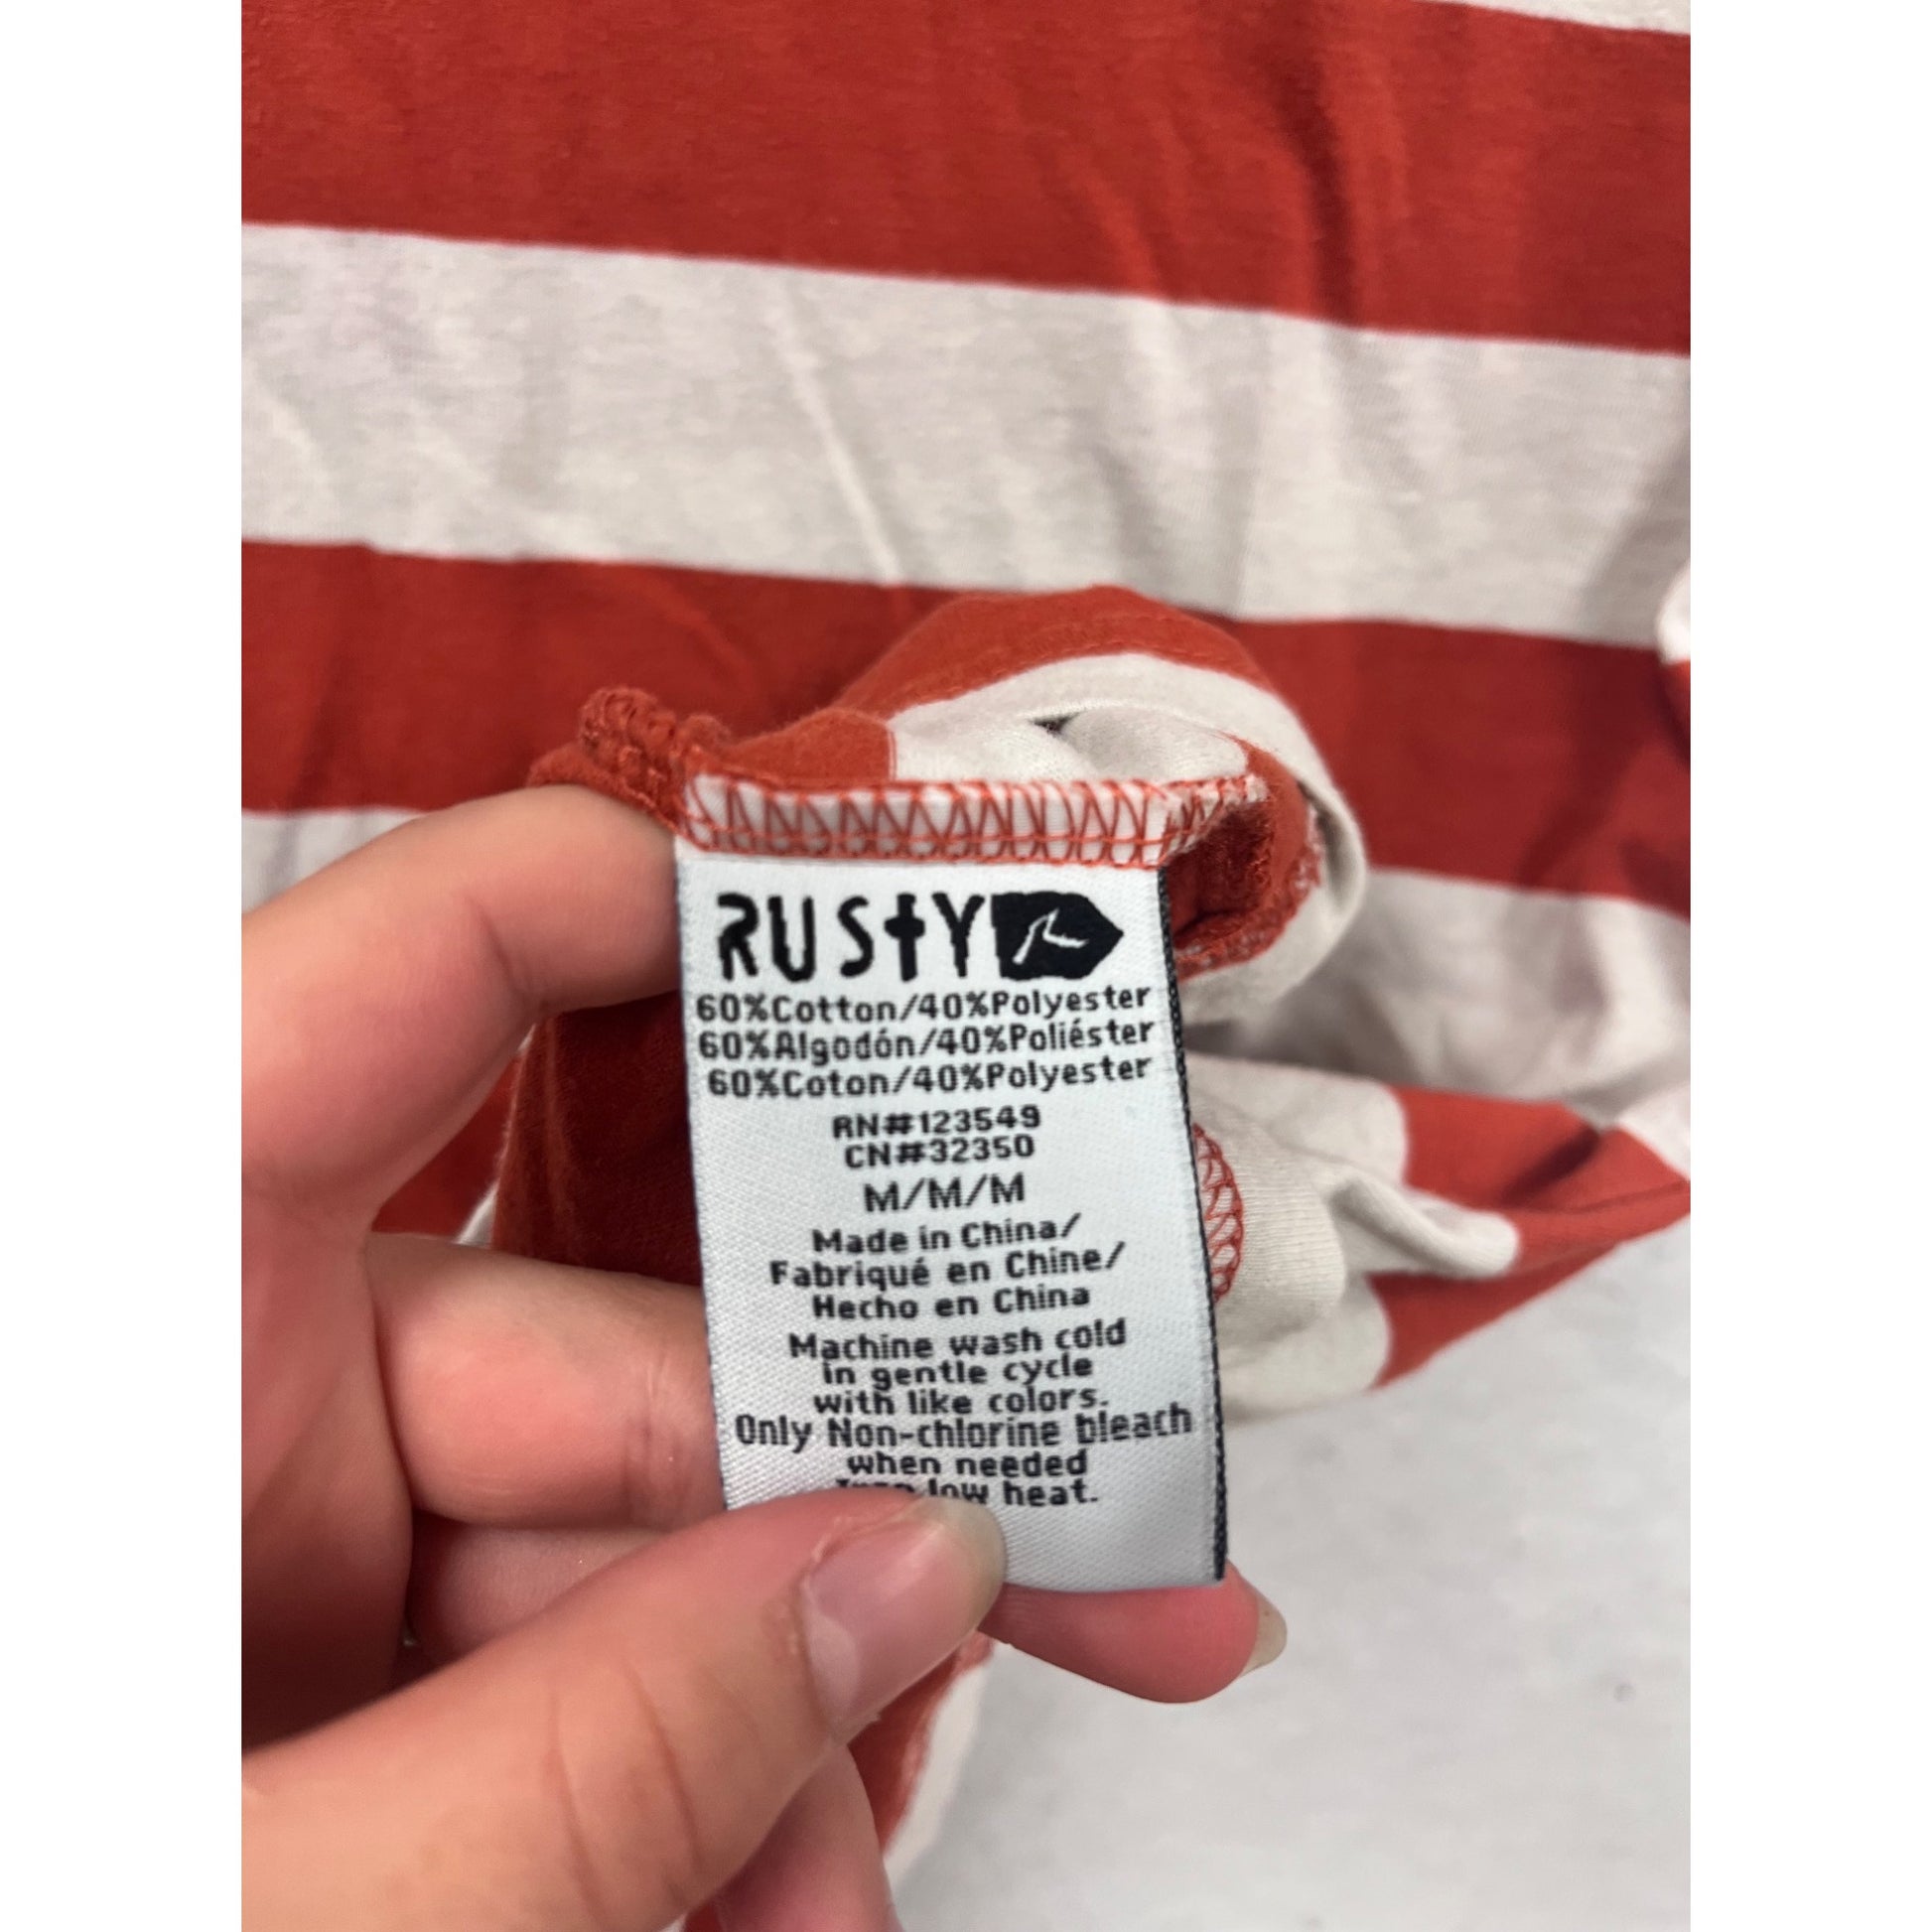 RUSTY
60%Cotton/40%Polyester
60%Algodón/40%Poliéster
60%Coton/40%Polyester
RN#123549
CN#32350
M/M/M
Made in China/
Fabriqué en Chine/
Hecho en China
Machine wash cold
in gentle cycle
with like colors.
Only Non-chlorine bleach
when needed
low heat.